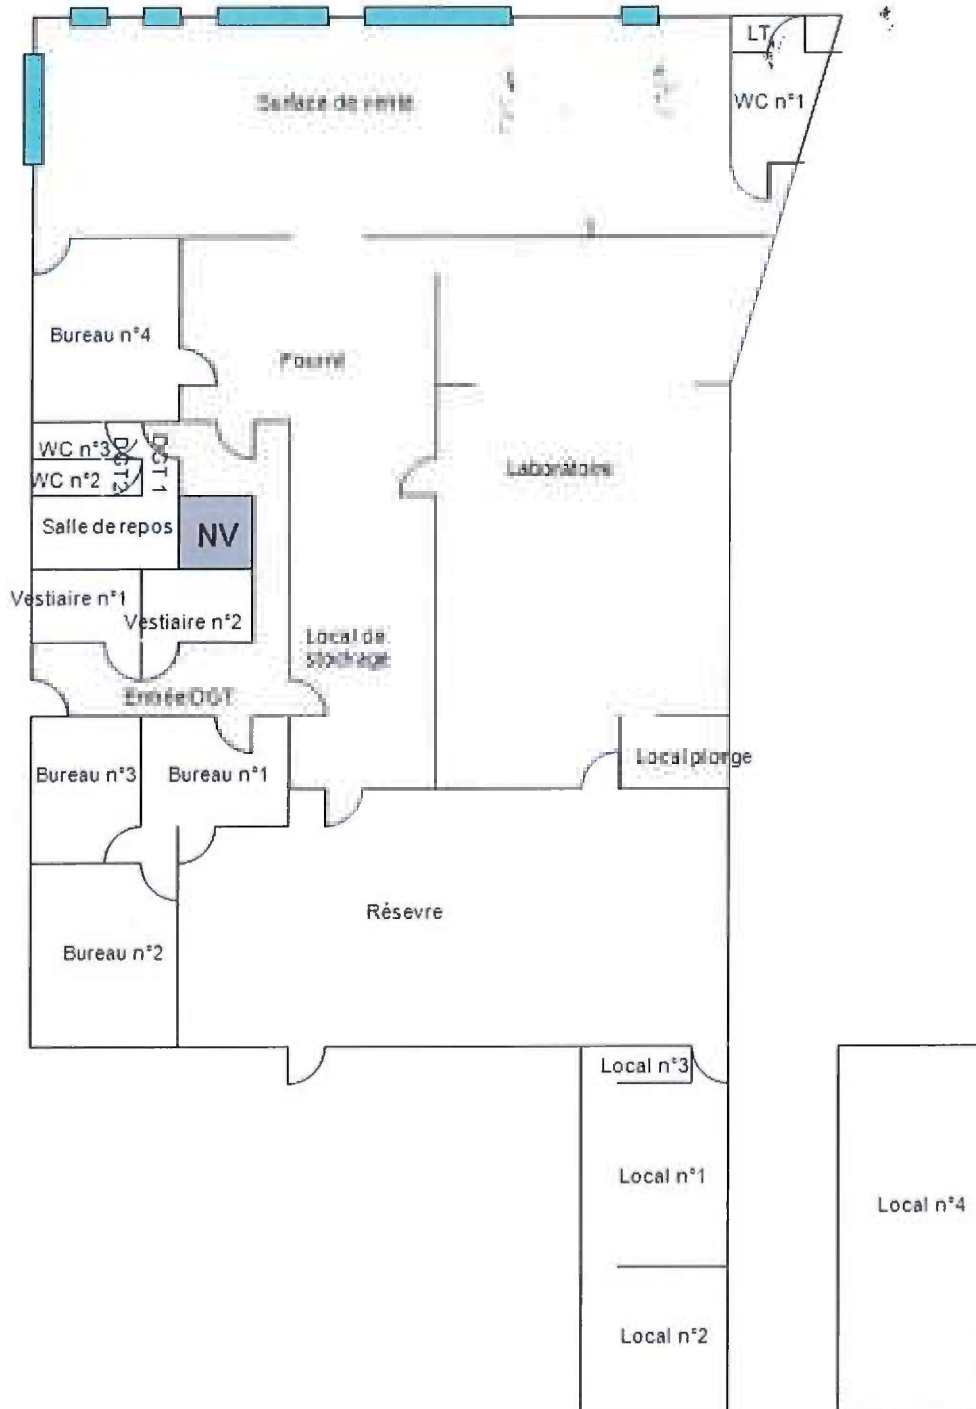 LT
Surface de vente
WC n°1
Bureau n°4
Fournil
WC n°3
DGT 2
DGT 1
WC n°2
Laboratoire
Salle de repos
NV
Vestiaire n°1
Vestiaire n°2
Local de
stockage
Entrée/DGT
Bureau n°3
Bureau n°1
Local plonge
Résevre
Bureau n°2
Local n°3
Local n°1
Local n°4
Local n°2